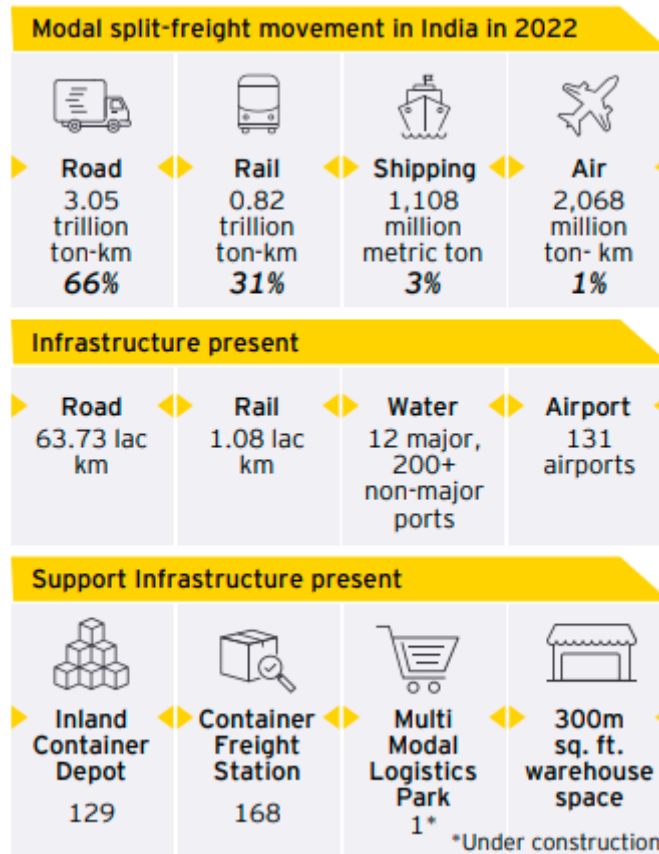 Modal split-freight movement in India in 2022
Road
3.05
trillion
ton-km
66%
Rail
0.82
trillion
ton-km
31%
Shipping
1,108
million
metric ton
3%
Air
2,068
million
ton- km
1%
Infrastructure present
Road
63.73 lac
km
Rail
1.08 lac
km
Water
12 major,
200+
non-major
ports
Airport
131
airports
Support Infrastructure present
Inland
Container
Depot
129
Container
Freight
Station
168
Multi
Modal
Logistics
Park
1*
300m
sq. ft.
warehouse
space
*Under construction